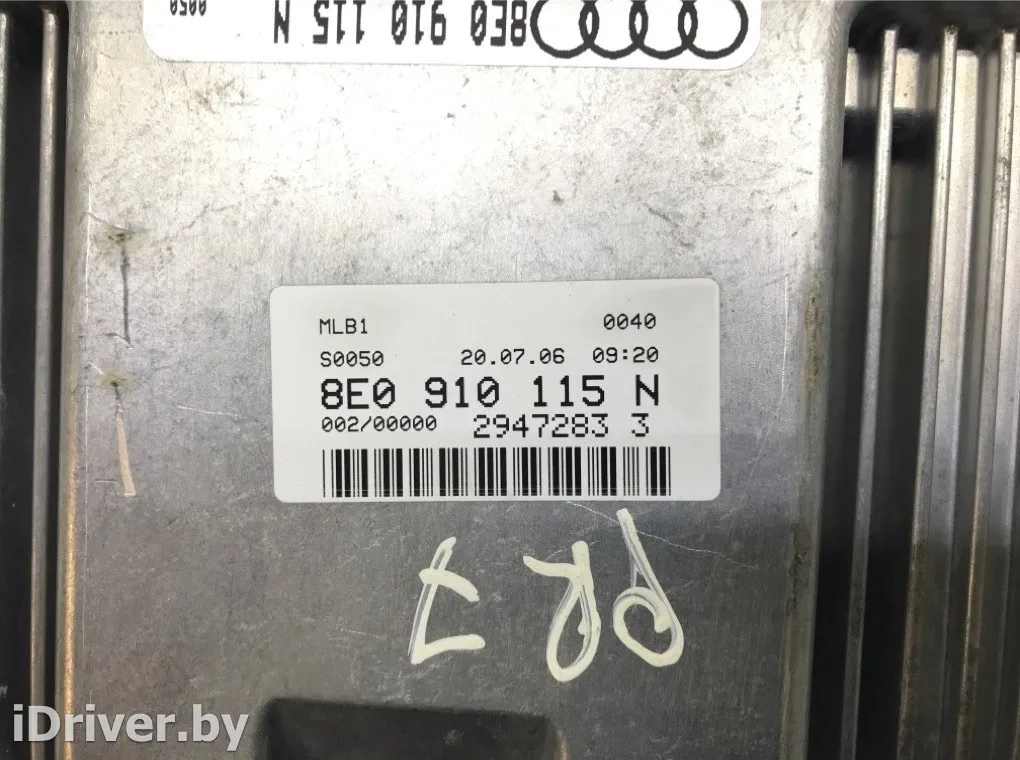 0050
8E0 910 115 N
MLB1 0040
S0050 20.07.06 09:20
8E0 910 115 N
002/00000 2947283 3
iDriver.by